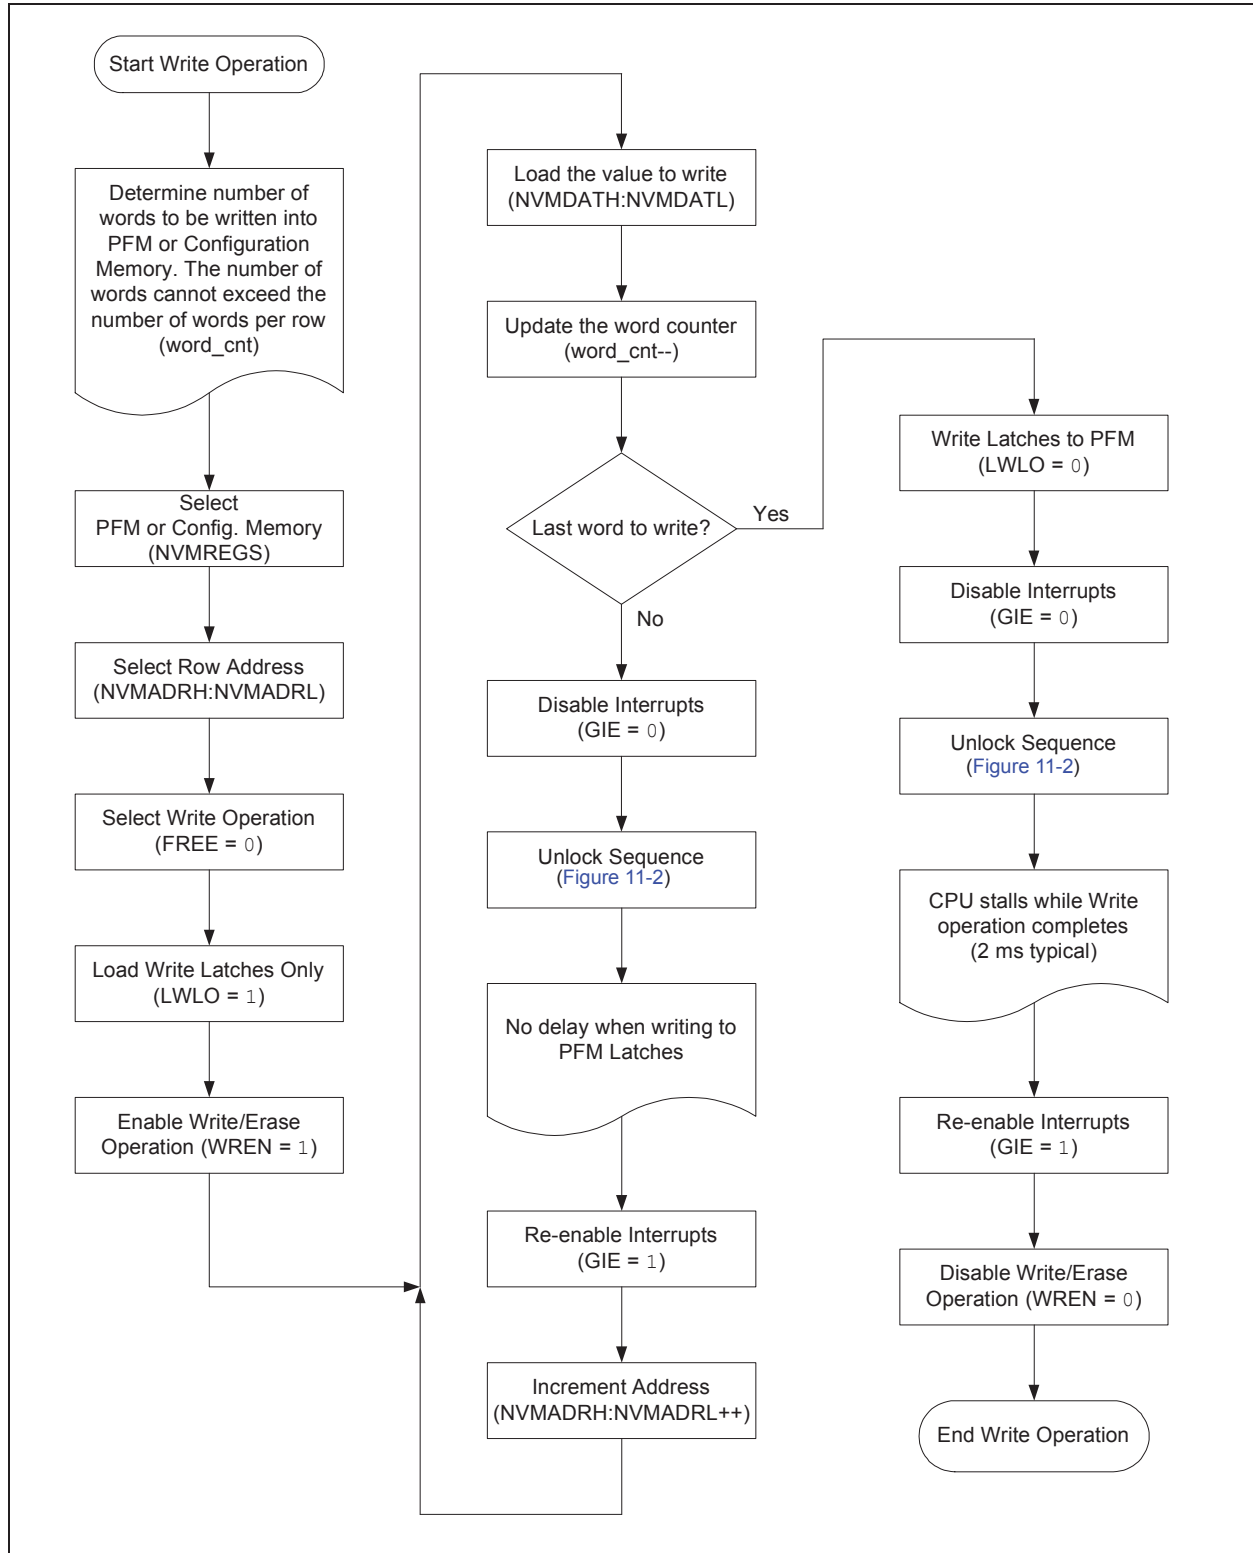 Start Write Operation
Determine number of
words to be written into
PFM or Configuration
Memory. The number of
words cannot exceed the
number of words per row
(word_cnt)
Select
PFM or Config. Memory
(NVMREGS)
Select Row Address
(NVMADRH:NVMADRL)
Select Write Operation
(FREE = 0)
Load Write Latches Only
(LWLO = 1)
Enable Write/Erase
Operation (WREN = 1)
Load the value to write
(NVMDATH:NVMDATL)
Update the word counter
(word_cnt--)
Last word to write?
Yes
No
Disable Interrupts
(GIE = 0)
Unlock Sequence
(Figure 11-2)
No delay when writing to
PFM Latches
Re-enable Interrupts
(GIE = 1)
Increment Address
(NVMADRH:NVMADRL++)
Write Latches to PFM
(LWLO = 0)
Disable Interrupts
(GIE = 0)
Unlock Sequence
(Figure 11-2)
CPU stalls while Write
operation completes
(2 ms typical)
Re-enable Interrupts
(GIE = 1)
Disable Write/Erase
Operation (WREN = 0)
End Write Operation